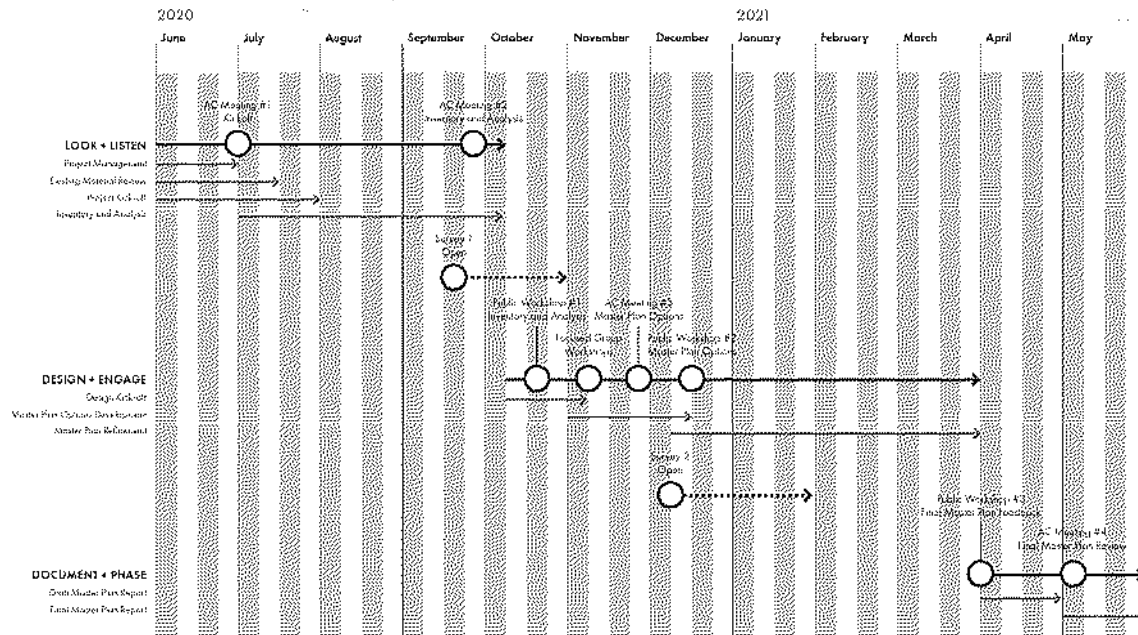 2020
2021
June
July
August
September
October
November
December
January
February
March
April
May
AC Meeting #1
Kickoff
AC Meeting #2
Inventory and Analysis
LOOK + LISTEN
Project Management
Existing Material Review
Project Kick-off
Inventory and Analysis
Survey 1
Open
Public Workshop #1
Inventory and Analysis
AC Meeting #3
Master Plan Options
Focused Group
Workshops
Public Workshop #2
Master Plan Options
DESIGN + ENGAGE
Design Kick-off
Master Plan Options Development
Master Plan Refinement
Survey 2
Open
Public Workshop #3
Final Master Plan Feedback
AC Meeting #4
Final Master Plan Review
DOCUMENT + PHASE
Draft Master Plan Report
Final Master Plan Report